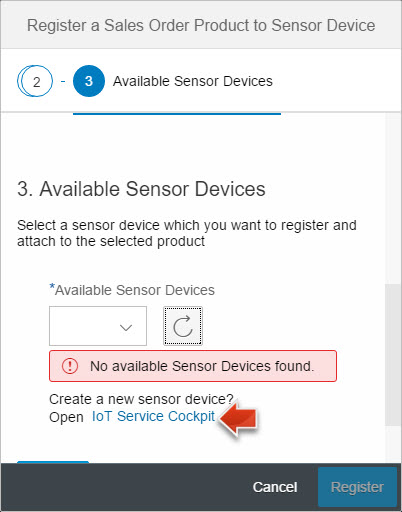 Register a Sales Order Product to Sensor Device
2 - 3 Available Sensor Devices
3. Available Sensor Devices
Select a sensor device which you want to register and
attach to the selected product
*Available Sensor Devices
No available Sensor Devices found.
Create a new sensor device?
Open IoT Service Cockpit
Cancel Register